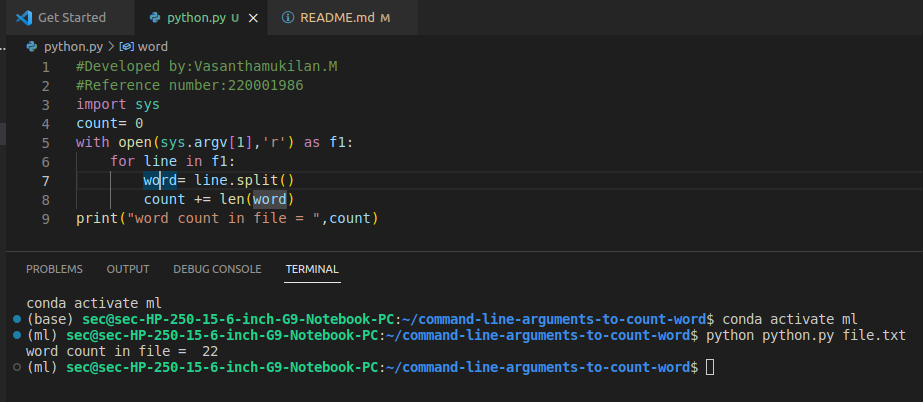 Get Started python.py U × README.md M
... python.py > word
1 #Developed by:Vasanthamukilan.M
2 #Reference number:220001986
3 import sys
4 count= 0
5 with open(sys.argv[1],'r') as f1:
6     for line in f1:
7         word= line.split()
8         count += len(word)
9 print("word count in file = ",count)
PROBLEMS OUTPUT DEBUG CONSOLE TERMINAL
conda activate ml
(base) sec@sec-HP-250-15-6-inch-G9-Notebook-PC:~/command-line-arguments-to-count-word$ conda activate ml
(ml) sec@sec-HP-250-15-6-inch-G9-Notebook-PC:~/command-line-arguments-to-count-word$ python python.py file.txt
word count in file =  22
(ml) sec@sec-HP-250-15-6-inch-G9-Notebook-PC:~/command-line-arguments-to-count-word$